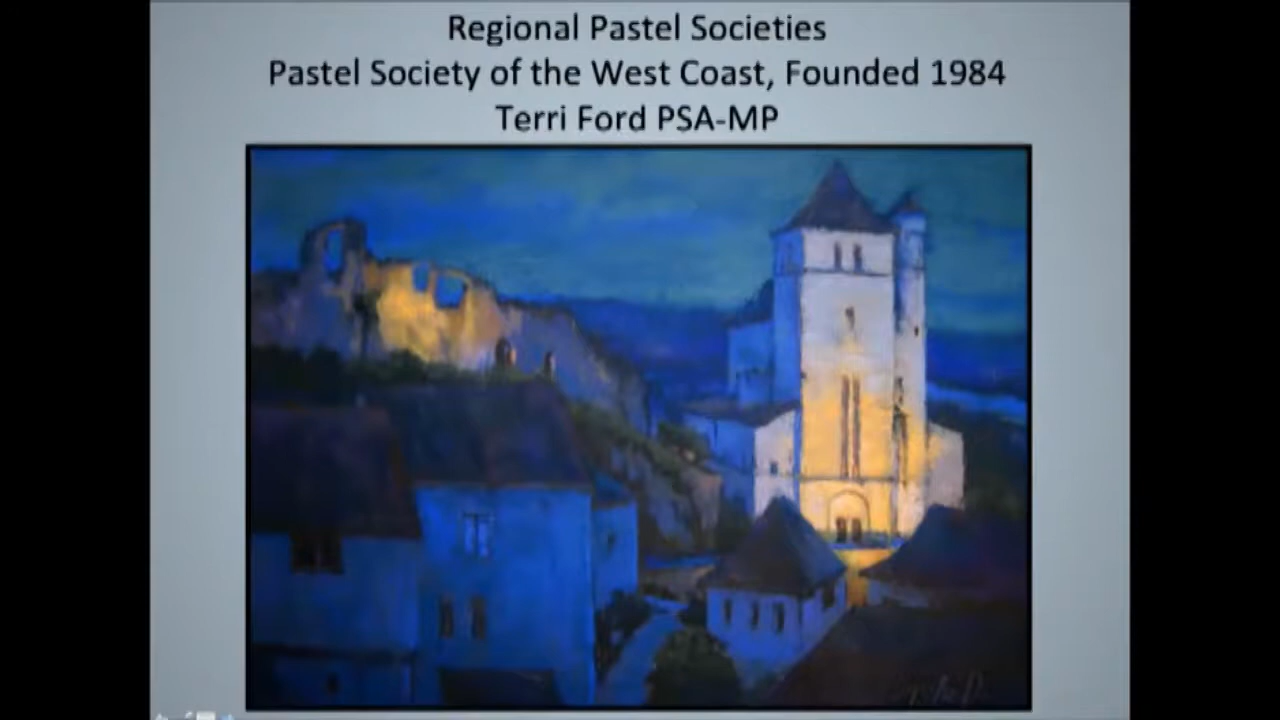 Regional Pastel Societies
Pastel Society of the West Coast, Founded 1984
Terri Ford PSA-MP